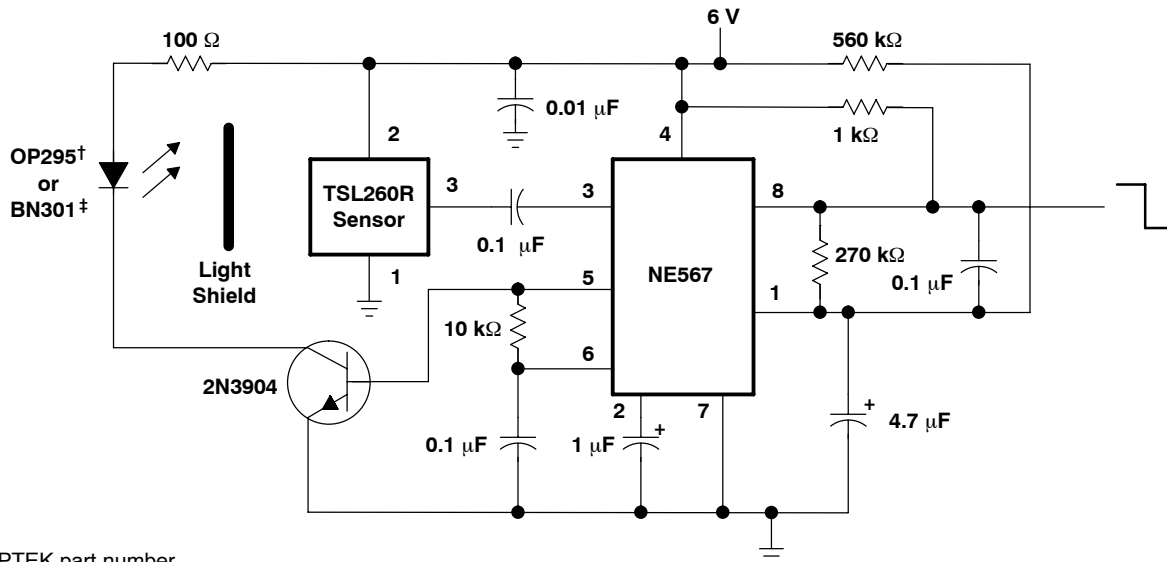 6 V
100 Ω
560 kΩ
0.01 µF
1 kΩ
2
4
OP295†
or
BN301‡
TSL260R
Sensor
3
3
8
0.1 µF
270 kΩ
NE567
0.1 µF
1
Light
Shield
1
5
10 kΩ
6
2N3904
2
7
4.7 µF
+
0.1 µF
1 µF
+
PTEK part number